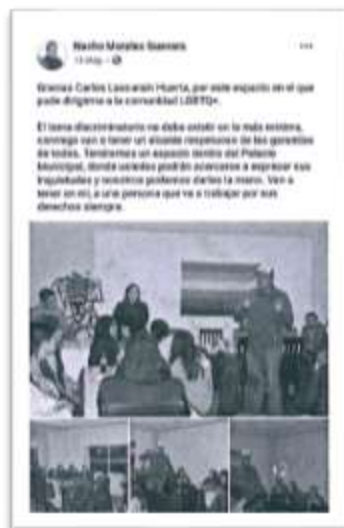 Nacho Morales Guevara
Gracias Carlos Lascarain Huerta, por este espacio en el que
pude dirigirme a la comunidad LGBTQ+.
El tema discriminatorio no debe existir en lo más mínimo,
conmigo van a tener un alcalde respetuoso de las garantías
de todos. Tendremos un espacio dentro del Palacio
Municipal, donde ustedes podrán acercarse a expresar sus
inquietudes y nosotros podremos darles la mano. Van a
tener en mí, a una persona que va a trabajar por sus
derechos siempre.